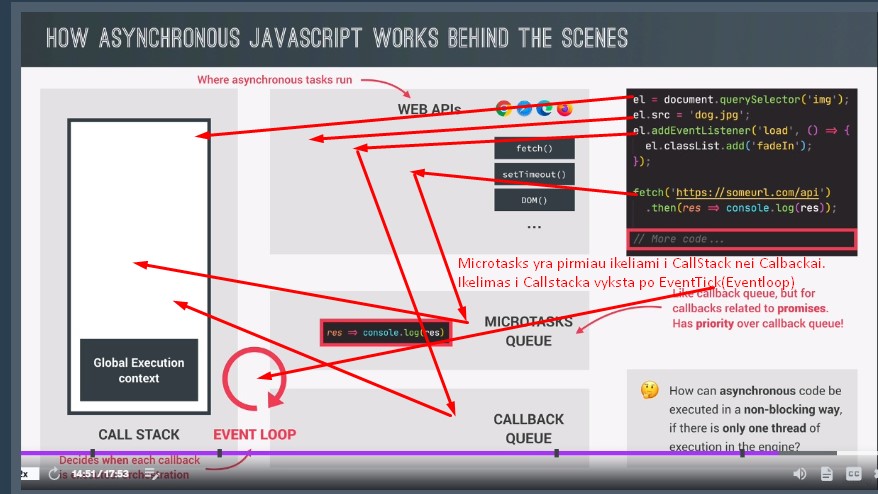 HOW ASYNCHRONOUS JAVASCRIPT WORKS BEHIND THE SCENES
Where asynchronous tasks run
WEB APIs
fetch()
setTimeout()
DOM()
...
el = document.querySelector('img');
el.src = 'dog.jpg';
el.addEventListener('load', () => {
el.classList.add('fadeIn');
});
fetch('https://someurl.com/api')
.then(res => console.log(res));
// More code...
Microtasks yra pirmiau ikeliami i CallStack nei Calbackai.
Ikelimas i Callstacka vyksta po EventTick(Eventloop)
Like callback queue, but for
callbacks related to promises.
Has priority over callback queue!
res => console.log(res)
MICROTASKS
QUEUE
Global Execution
context
CALL STACK
EVENT LOOP
CALLBACK
QUEUE
🤔 How can asynchronous code be
executed in a non-blocking way,
if there is only one thread of
execution in the engine?
Decides when each callback
is orchestration
2x
14:51 / 17:53
CC